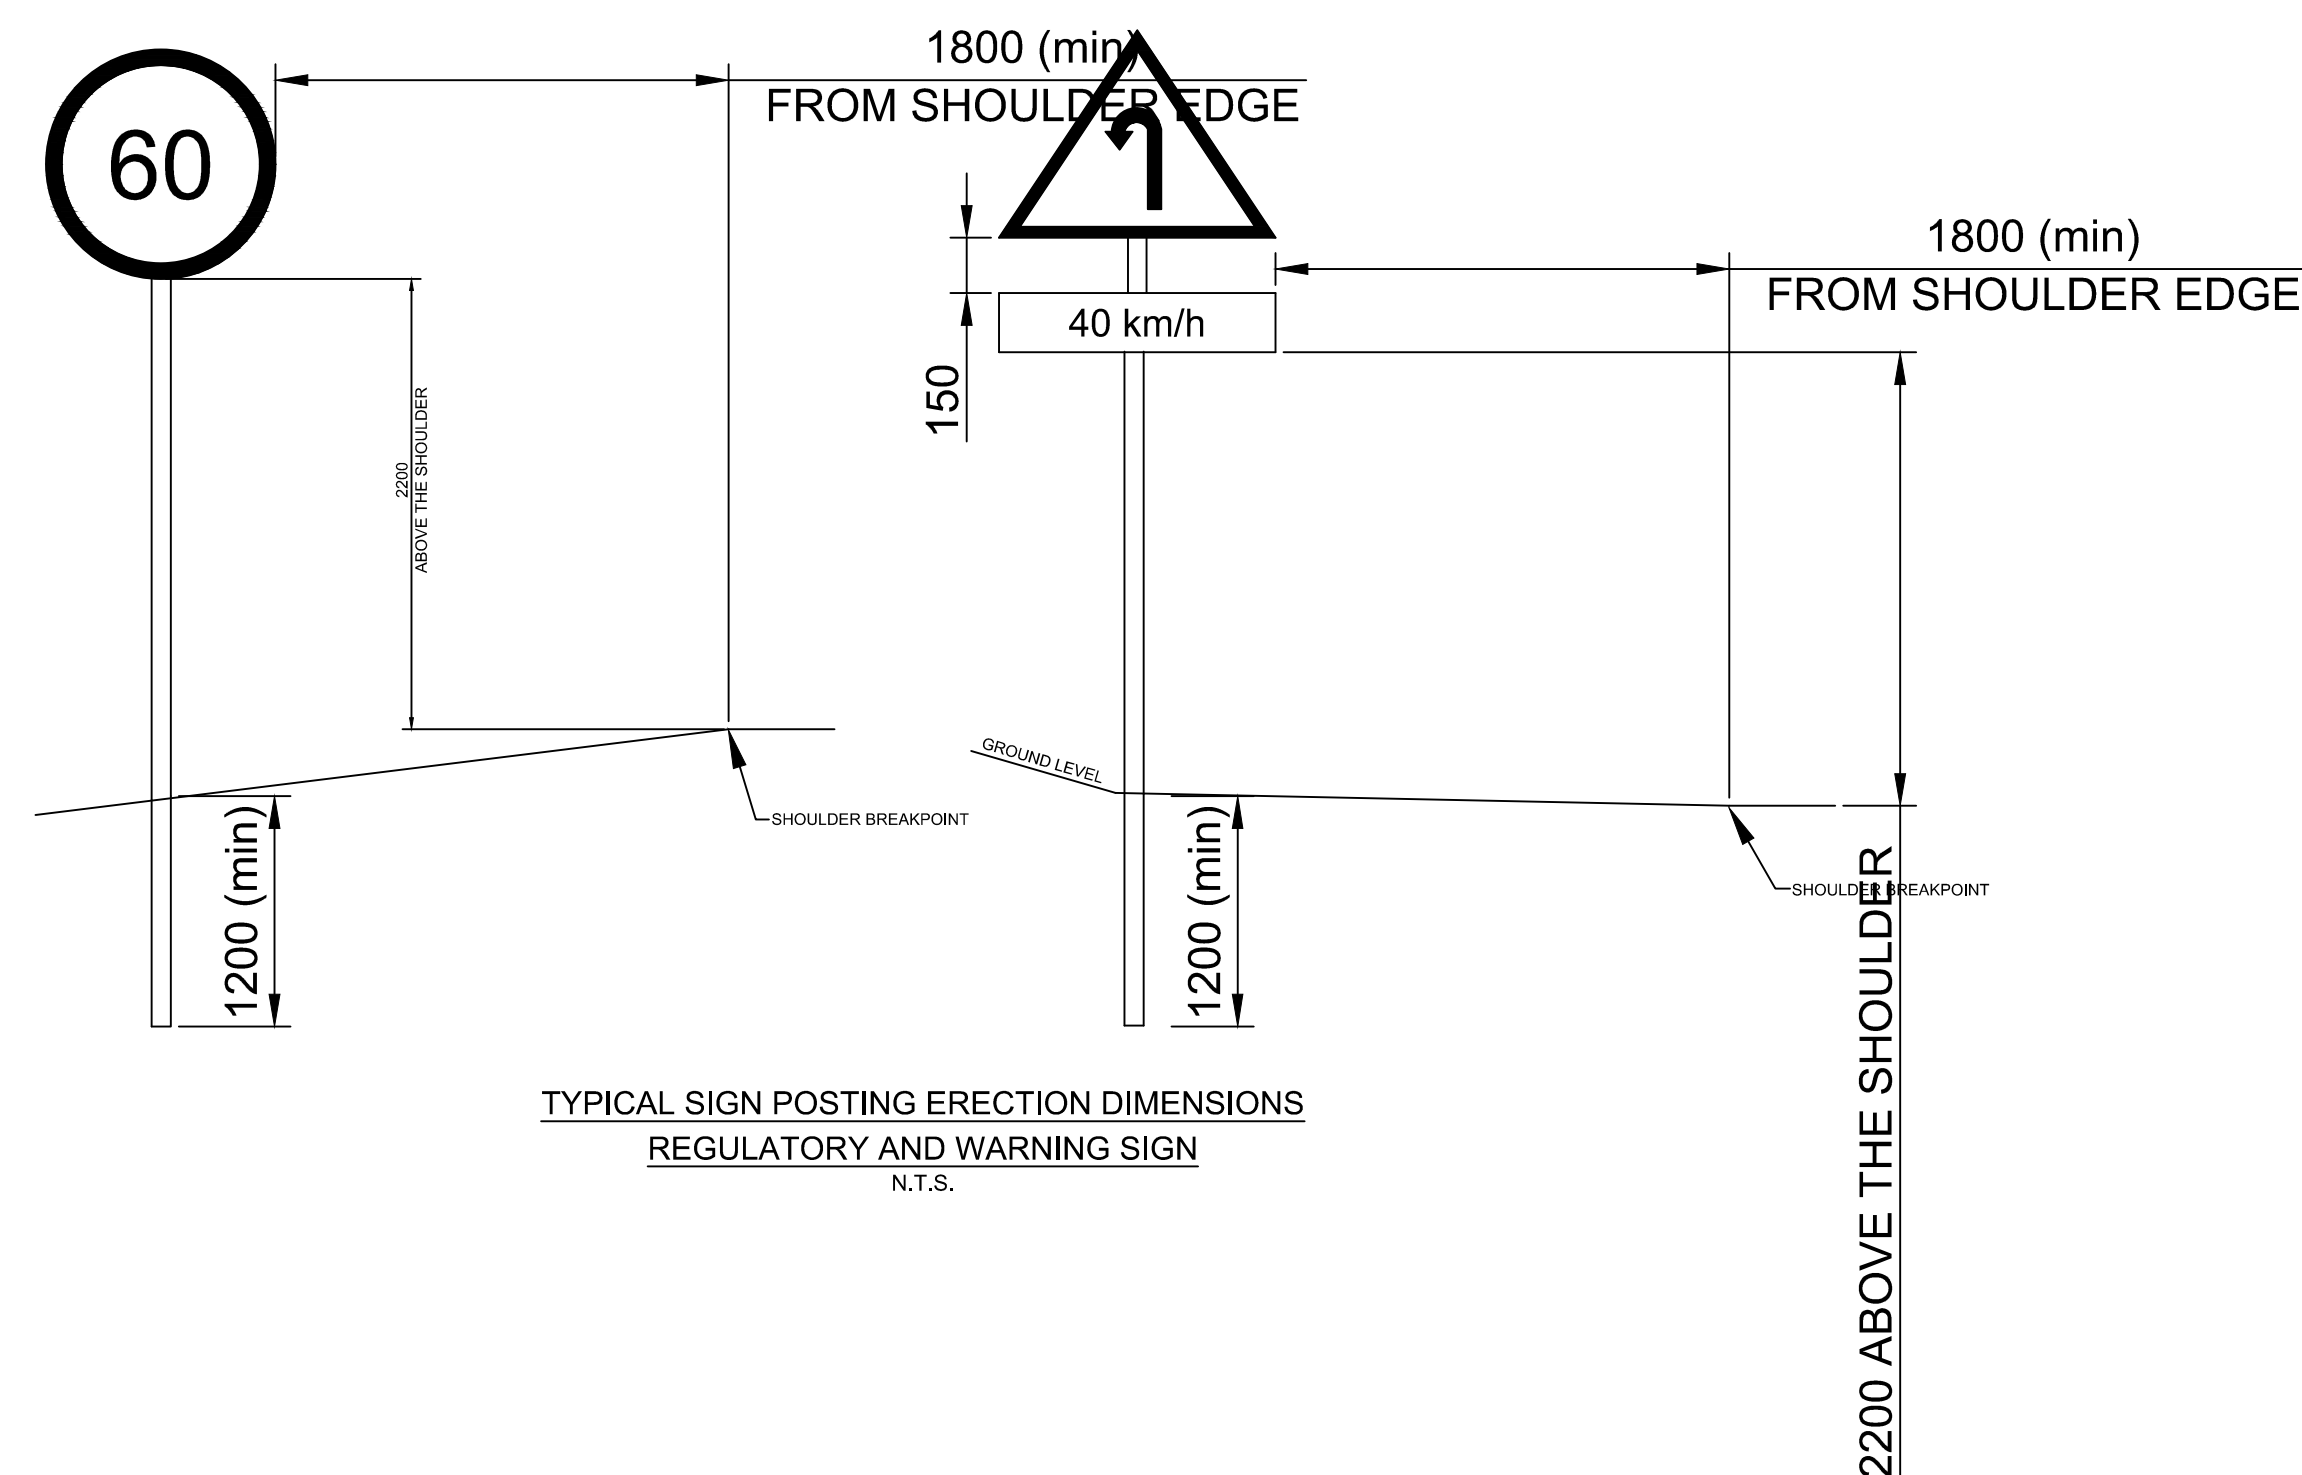 1800 (min)
FROM SHOULDER EDGE
60
1800 (min)
FROM SHOULDER EDGE
40 km/h
150
2200
ABOVE THE SHOULDER
GROUND LEVEL
SHOULDER BREAKPOINT
1200 (min)
1200 (min)
SHOULDER BREAKPOINT
2200 ABOVE THE SHOULDER
TYPICAL SIGN POSTING ERECTION DIMENSIONS
REGULATORY AND WARNING SIGN
N.T.S.